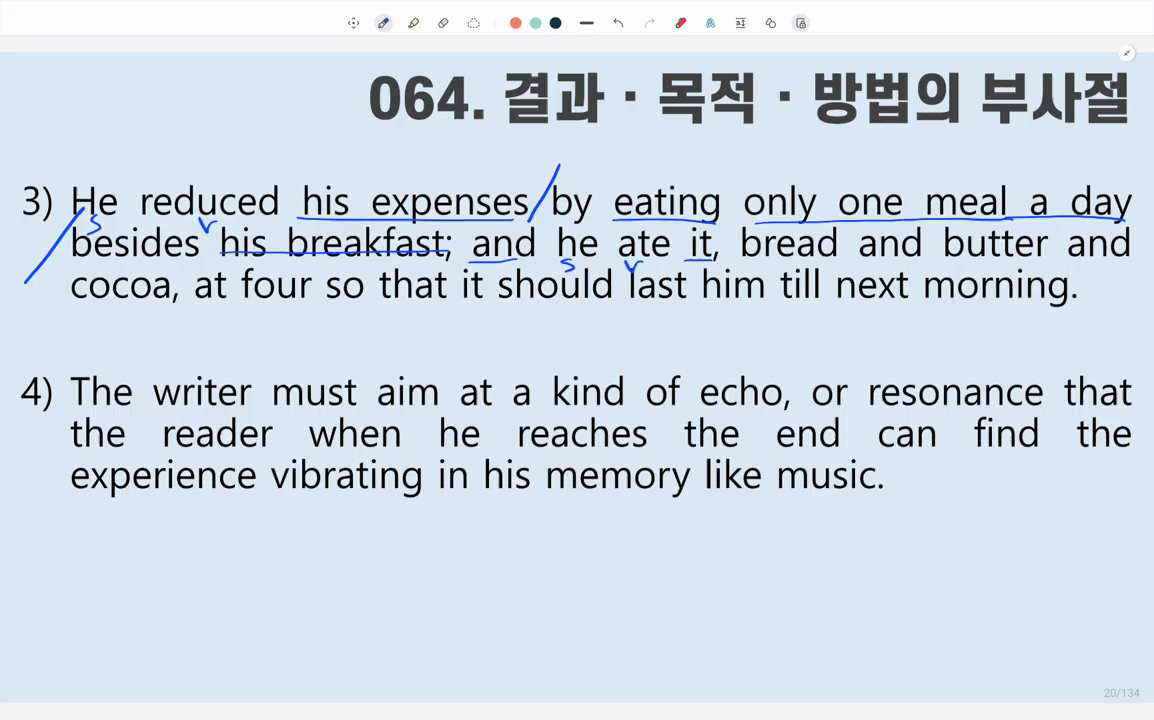 064. 결과 · 목적 · 방법의 부사절
3) He reduced his expenses by eating only one meal a day
s v
besides his breakfast; and he ate it, bread and butter and
s v
cocoa, at four so that it should last him till next morning.
4) The writer must aim at a kind of echo, or resonance that
the reader when he reaches the end can find the
experience vibrating in his memory like music.
20/134